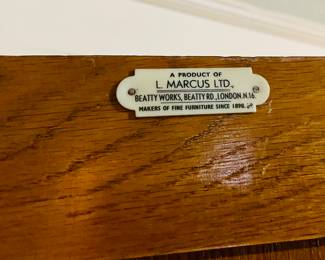 A PRODUCT OF
L. MARCUS LTD.,
BEATTY WORKS, BEATTY RD., LONDON. N.16.
MAKERS OF FINE FURNITURE SINCE 1896.